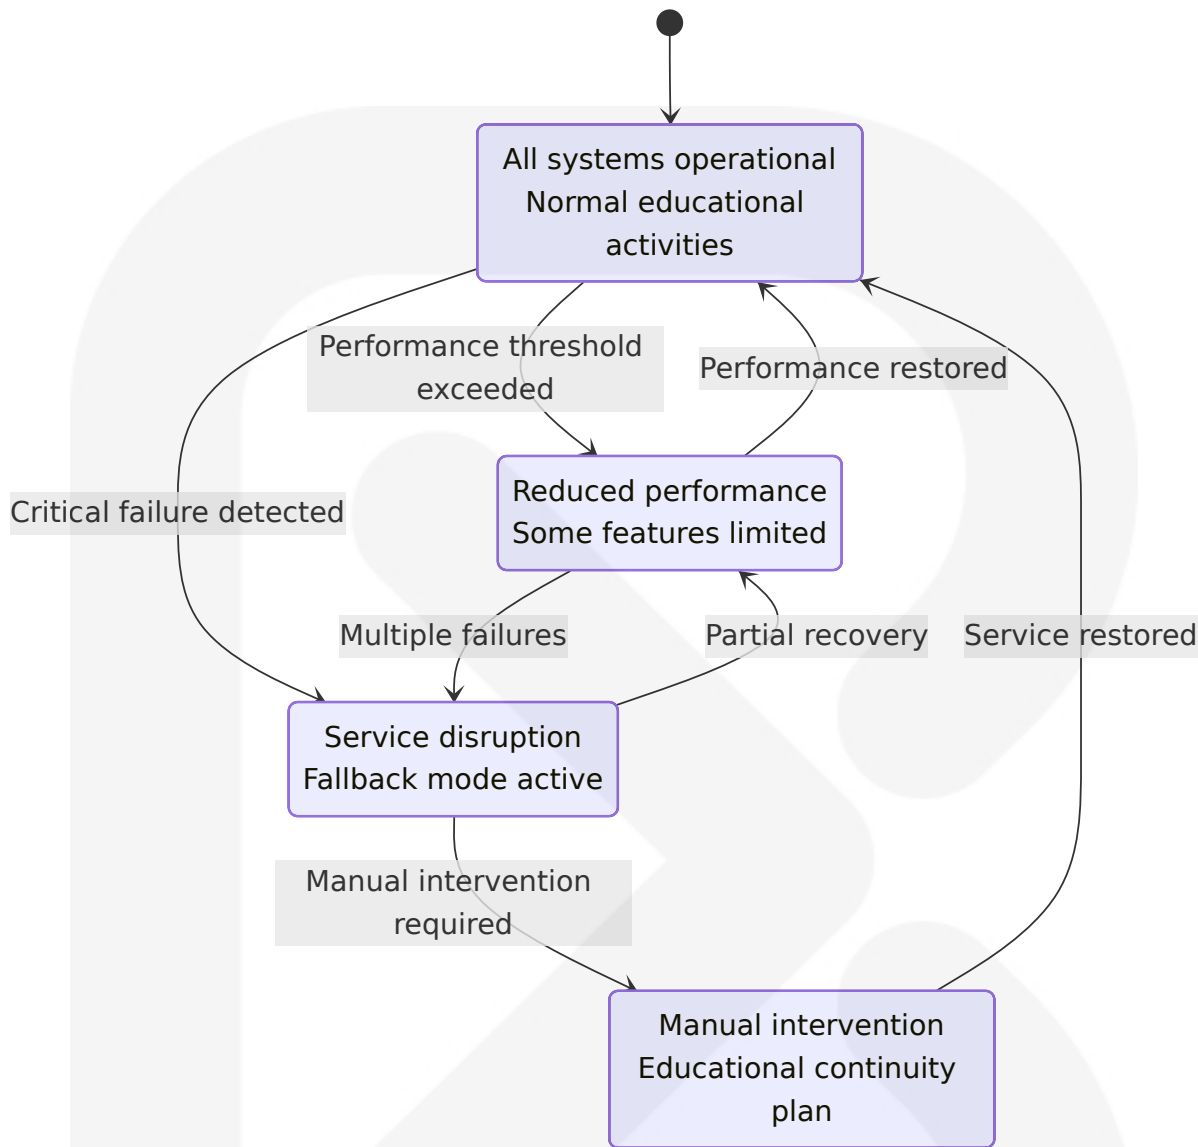 All systems operational
Normal educational
activities
Performance threshold
exceeded
Performance restored
Critical failure detected
Reduced performance
Some features limited
Multiple failures
Partial recovery
Service restored
Service disruption
Fallback mode active
Manual intervention
required
Manual intervention
Educational continuity
plan